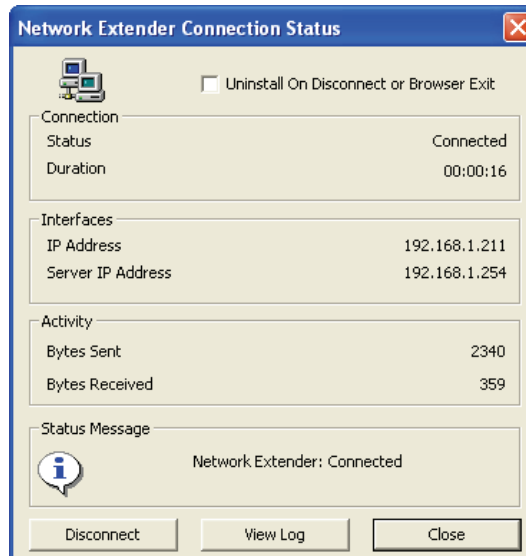 Network Extender Connection Status
Uninstall On Disconnect or Browser Exit
Connection
Status Connected
Duration 00:00:16
Interfaces
IP Address 192.168.1.211
Server IP Address 192.168.1.254
Activity
Bytes Sent 2340
Bytes Received 359
Status Message
Network Extender: Connected
Disconnect View Log Close